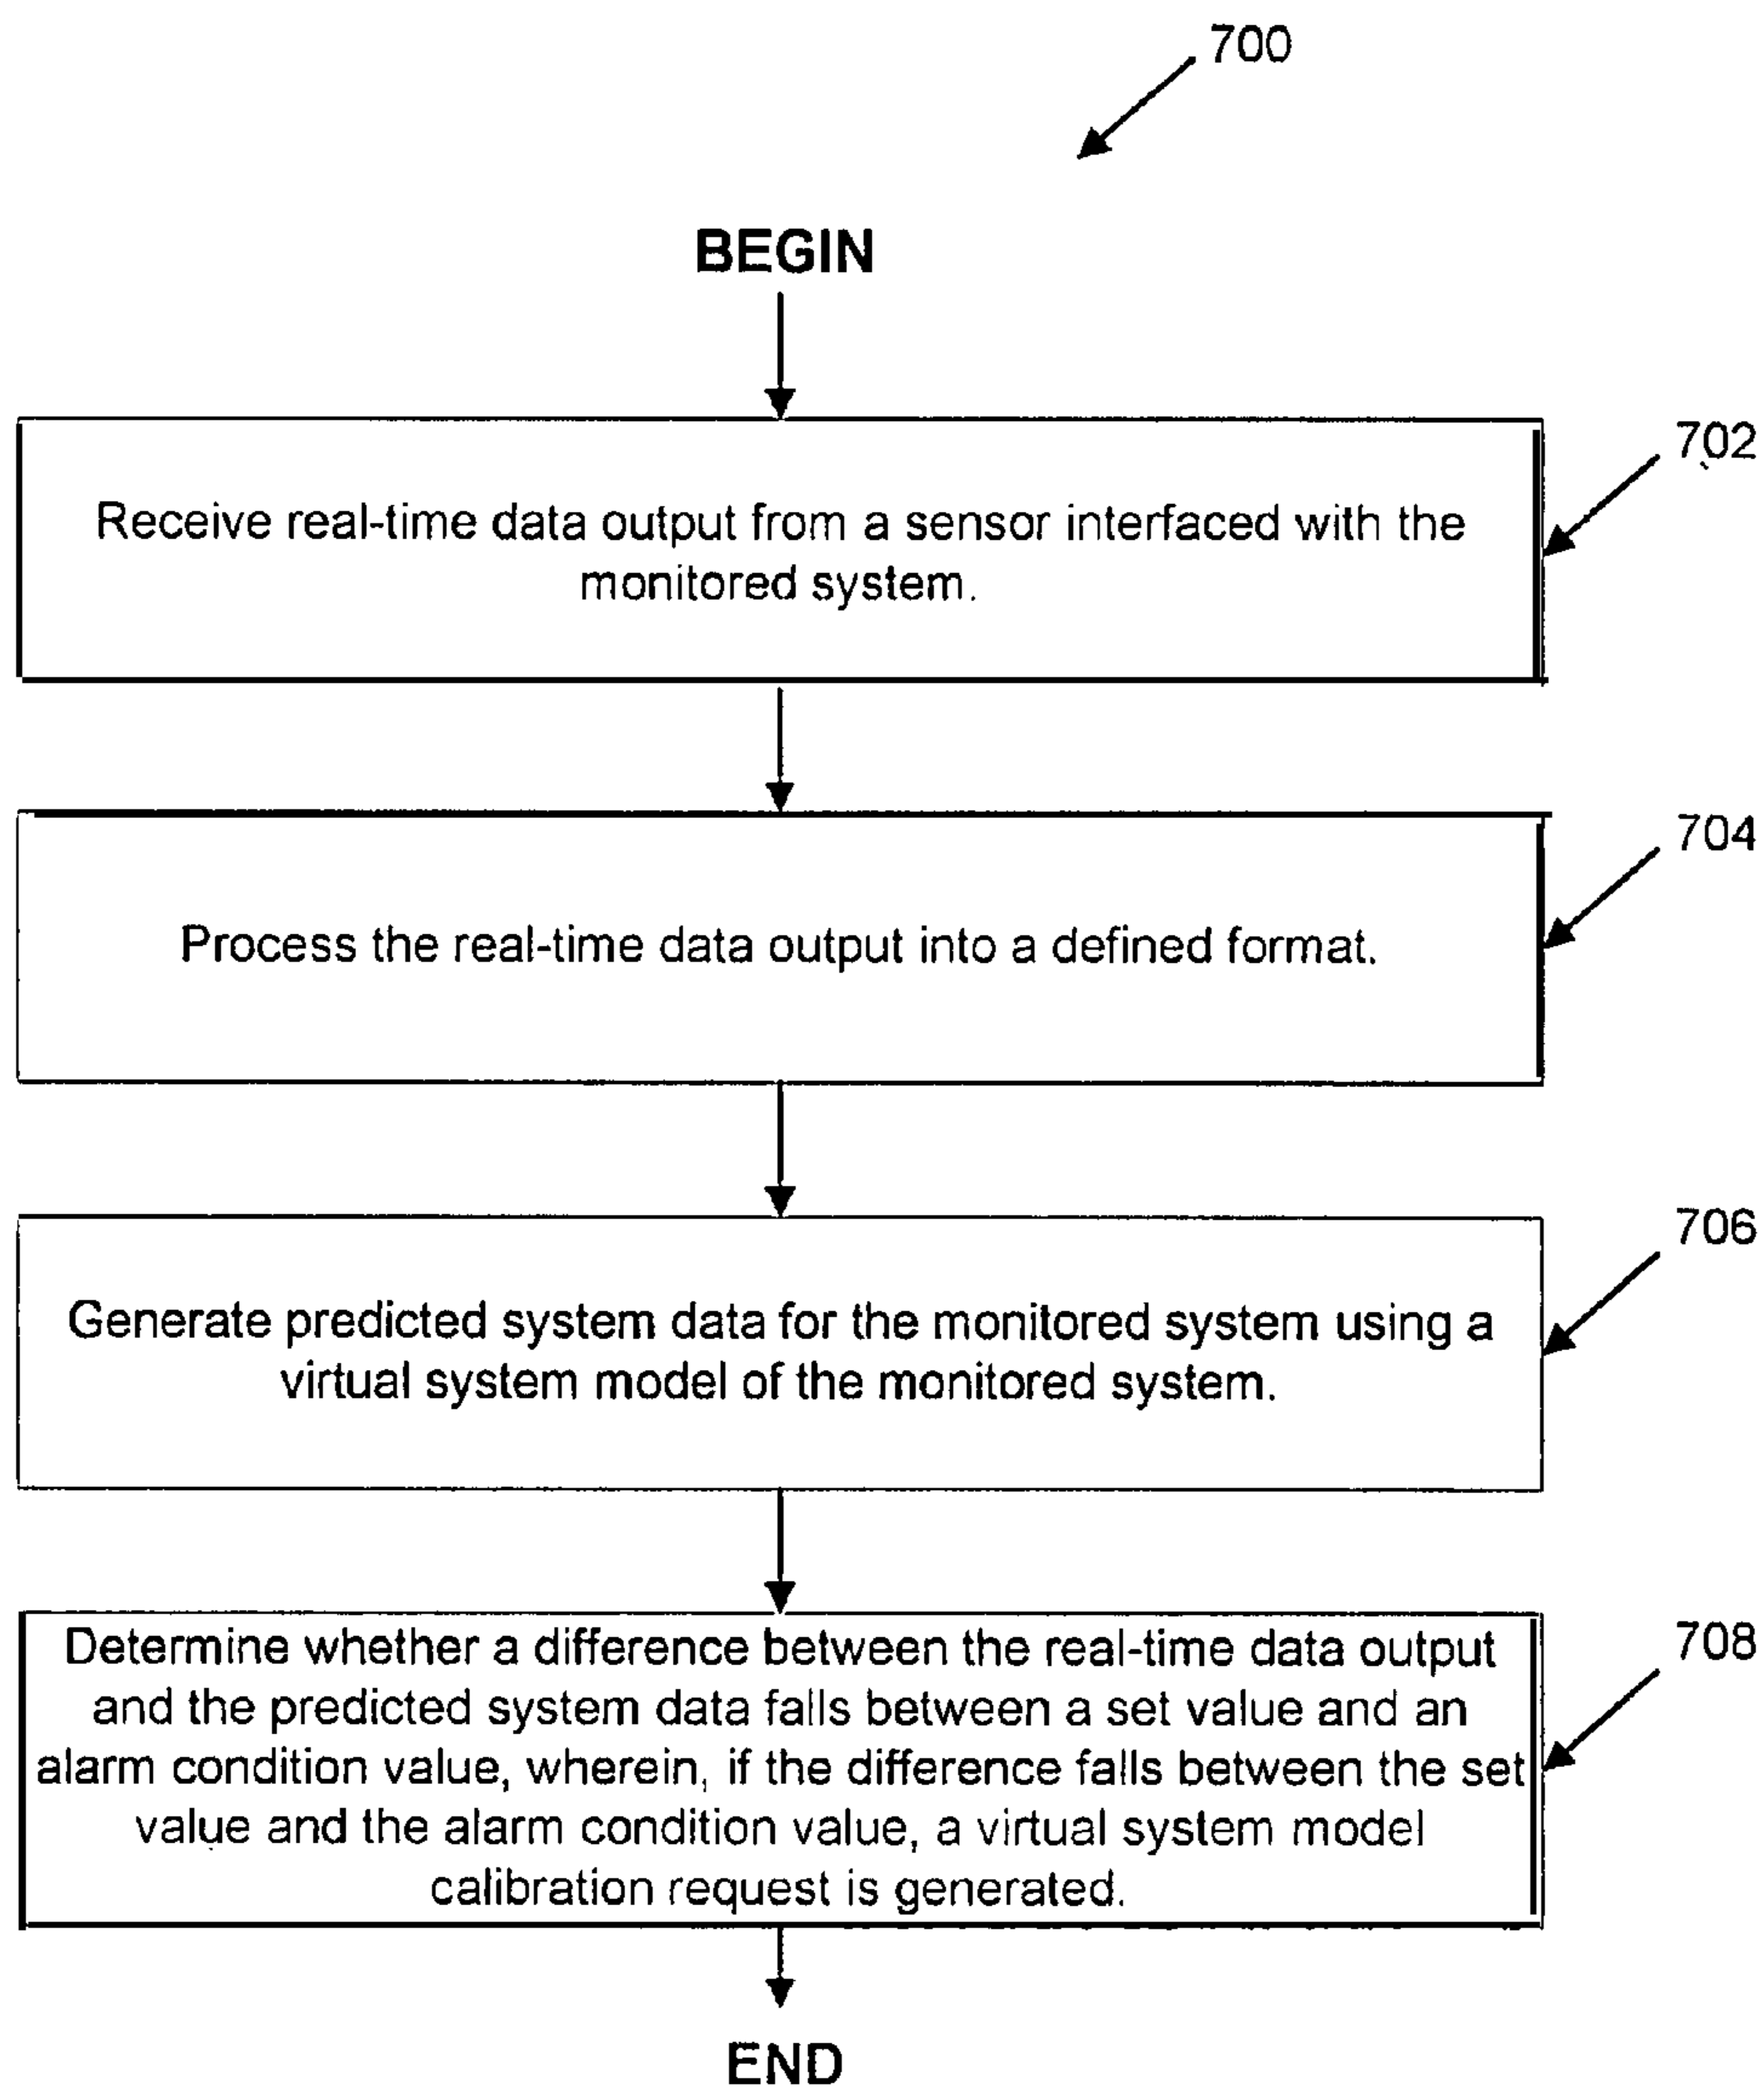 700
BEGIN
702
Receive real-time data output from a sensor interfaced with the
monitored system.
704
Process the real-time data output into a defined format.
706
Generate predicted system data for the monitored system using a
virtual system model of the monitored system.
708
Determine whether a difference between the real-time data output
and the predicted system data falls between a set value and an
alarm condition value, wherein, if the difference falls between the set
value and the alarm condition value, a virtual system model
calibration request is generated.
END